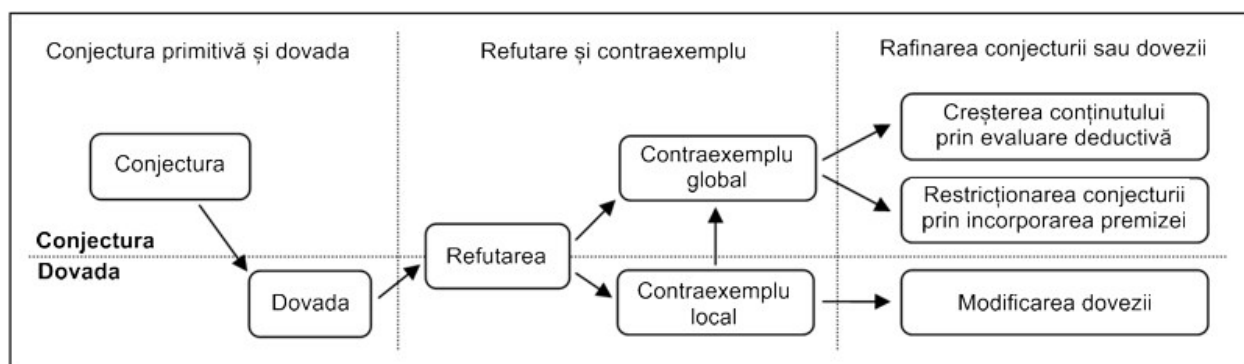 Conjectura primitivă și dovada
Refutare și contraexemplu
Rafinarea conjecturii sau dovezii
Conjectura
Contraexemplu
global
Creșterea conținutului
prin evaluare deductivă
Restricționarea conjecturii
prin incorporarea premizei
Conjectura
Dovada
Refutarea
Dovada
Contraexemplu
local
Modificarea dovezii